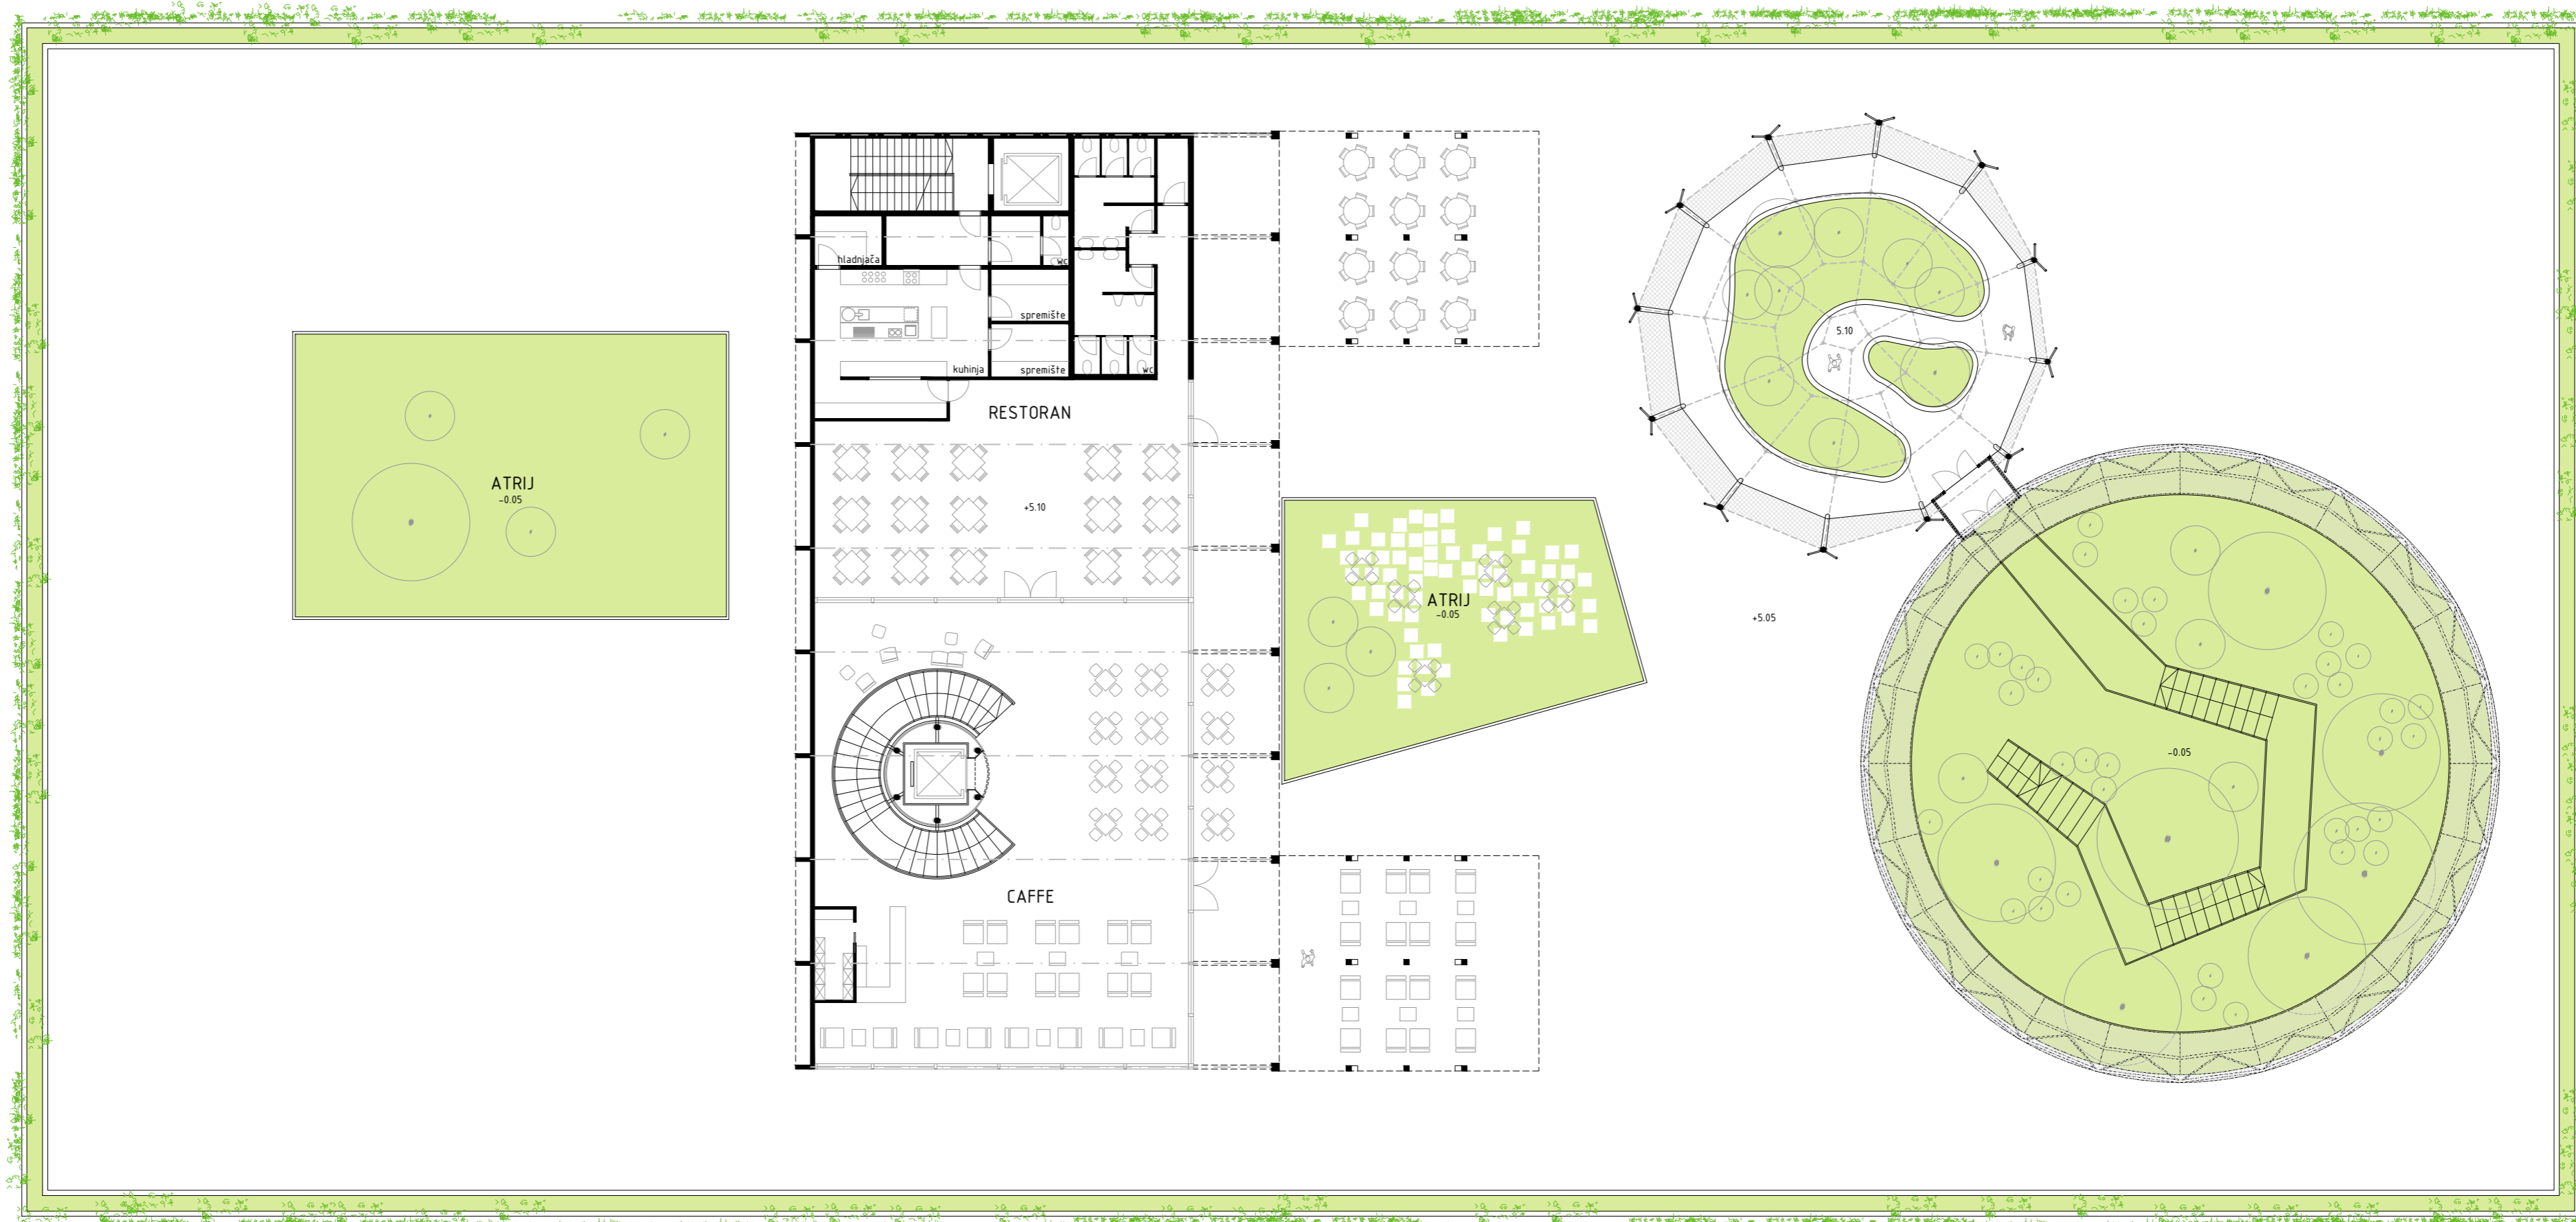 hladnjača
wc
spremište
kuhinja
spremište
wc
RESTORAN
+5.10
CAFFE
ATRIJ
-0.05
ATRIJ
-0.05
5.10
+5.05
-0.05